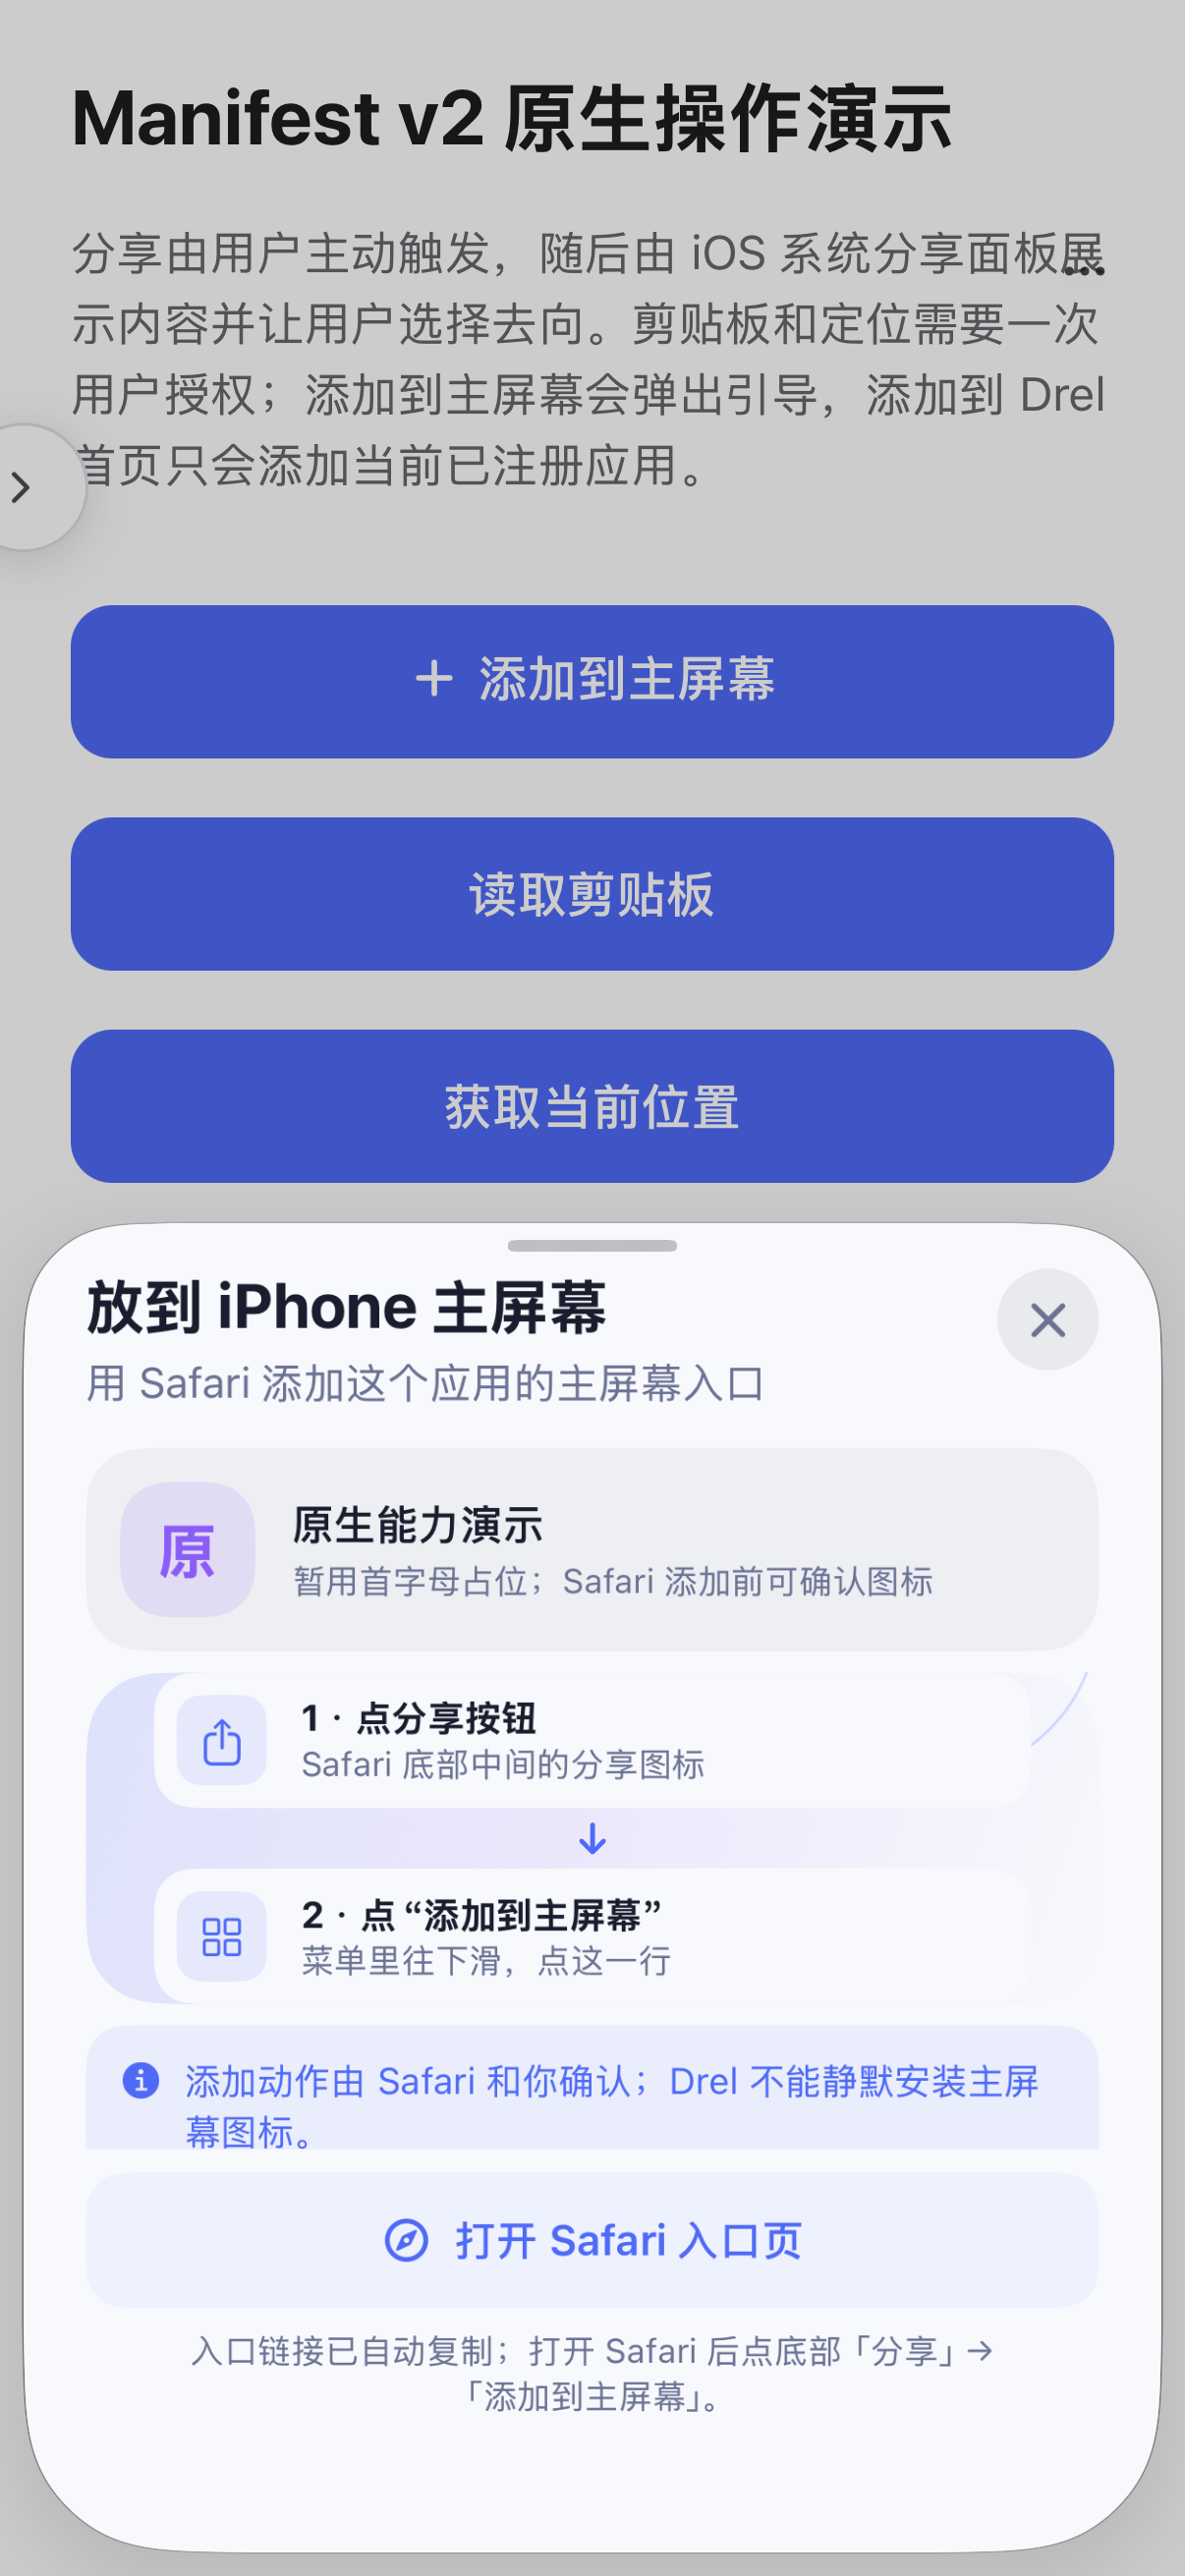 Manifest v2 原生操作演示
分享由用户主动触发，随后由 iOS 系统分享面板展
示内容并让用户选择去向。剪贴板和定位需要一次
用户授权；添加到主屏幕会弹出引导，添加到 Drel
首页只会添加当前已注册应用。
+ 添加到主屏幕
读取剪贴板
获取当前位置
放到 iPhone 主屏幕
用 Safari 添加这个应用的主屏幕入口
原
原生能力演示
暂用首字母占位；Safari 添加前可确认图标
1 · 点分享按钮
Safari 底部中间的分享图标
2 · 点 “添加到主屏幕”
菜单里往下滑，点这一行
添加动作由 Safari 和你确认；Drel 不能静默安装主屏
幕图标。
打开 Safari 入口页
入口链接已自动复制；打开 Safari 后点底部「分享」→
「添加到主屏幕」。